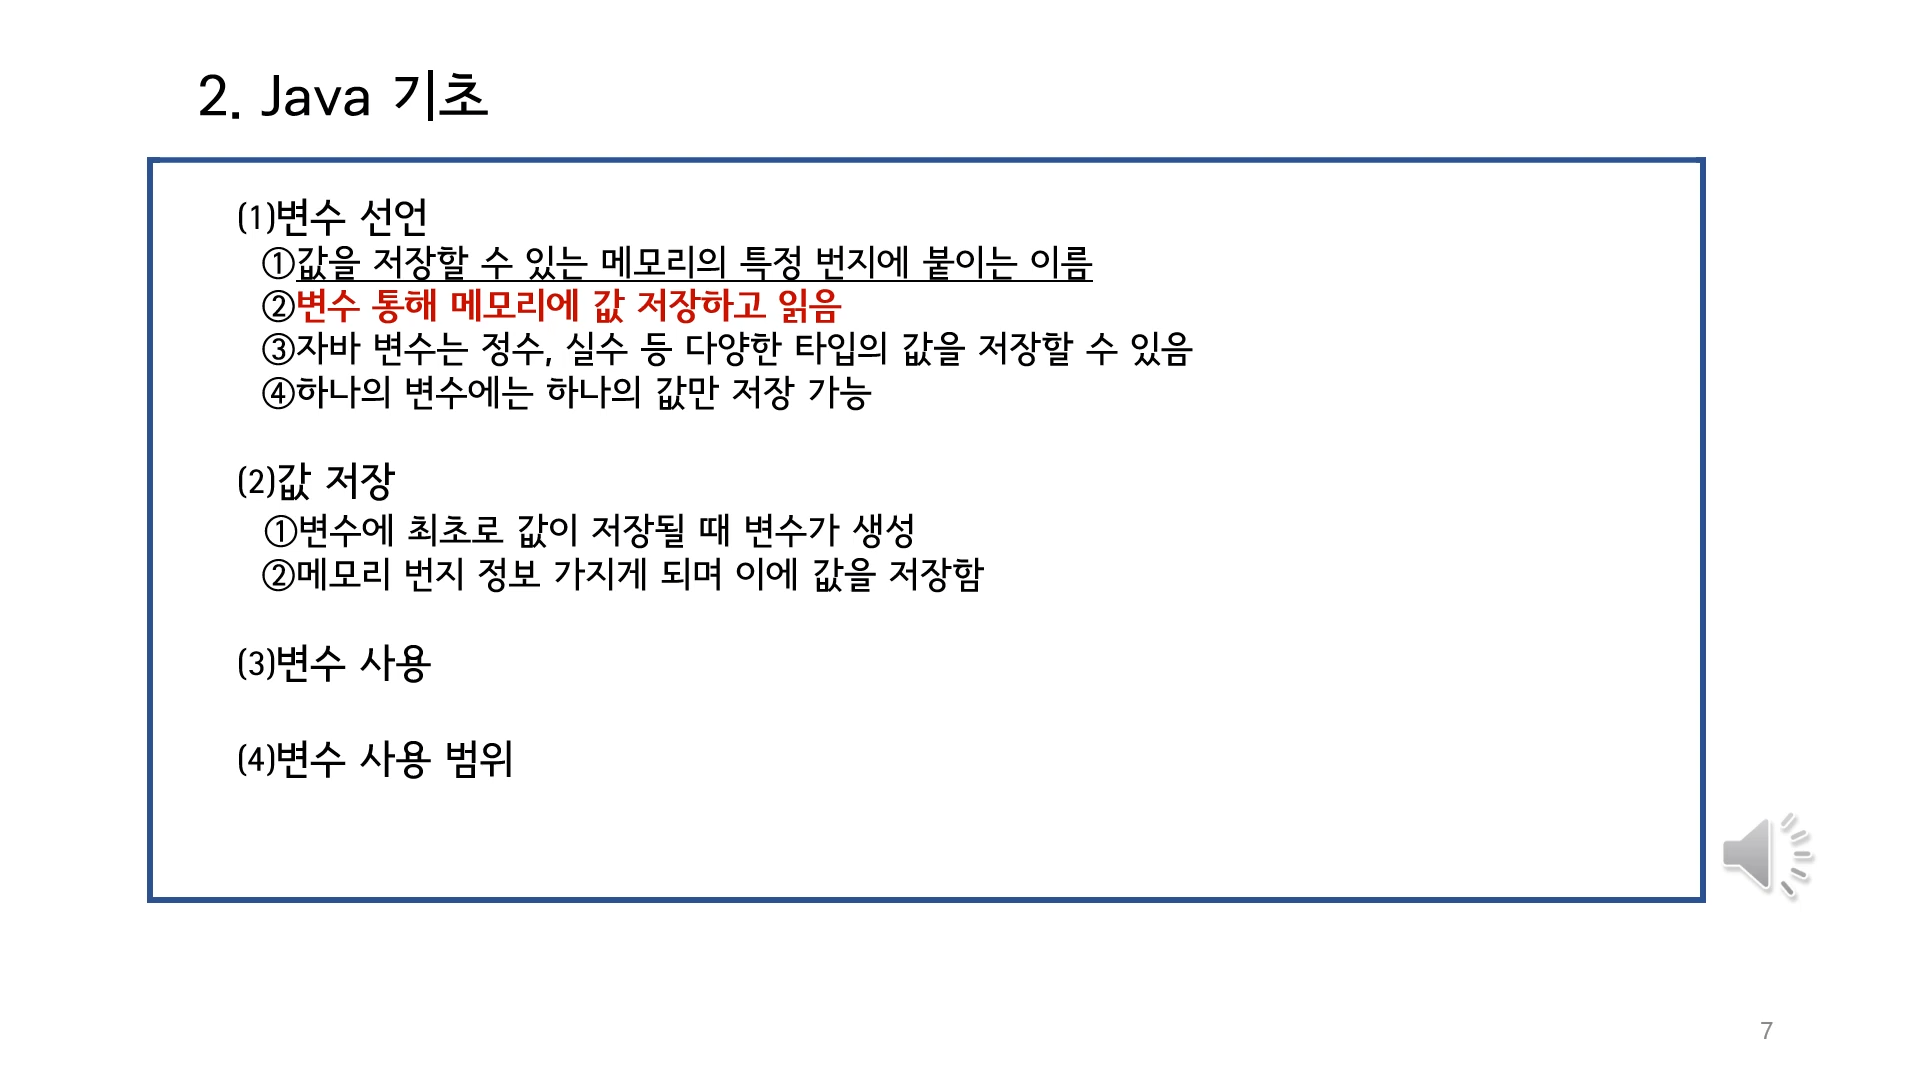 2. Java 기초
(1)변수 선언
①값을 저장할 수 있는 메모리의 특정 번지에 붙이는 이름
②변수 통해 메모리에 값 저장하고 읽음
③자바 변수는 정수, 실수 등 다양한 타입의 값을 저장할 수 있음
④하나의 변수에는 하나의 값만 저장 가능
(2)값 저장
①변수에 최초로 값이 저장될 때 변수가 생성
②메모리 번지 정보 가지게 되며 이에 값을 저장함
(3)변수 사용
(4)변수 사용 범위
7